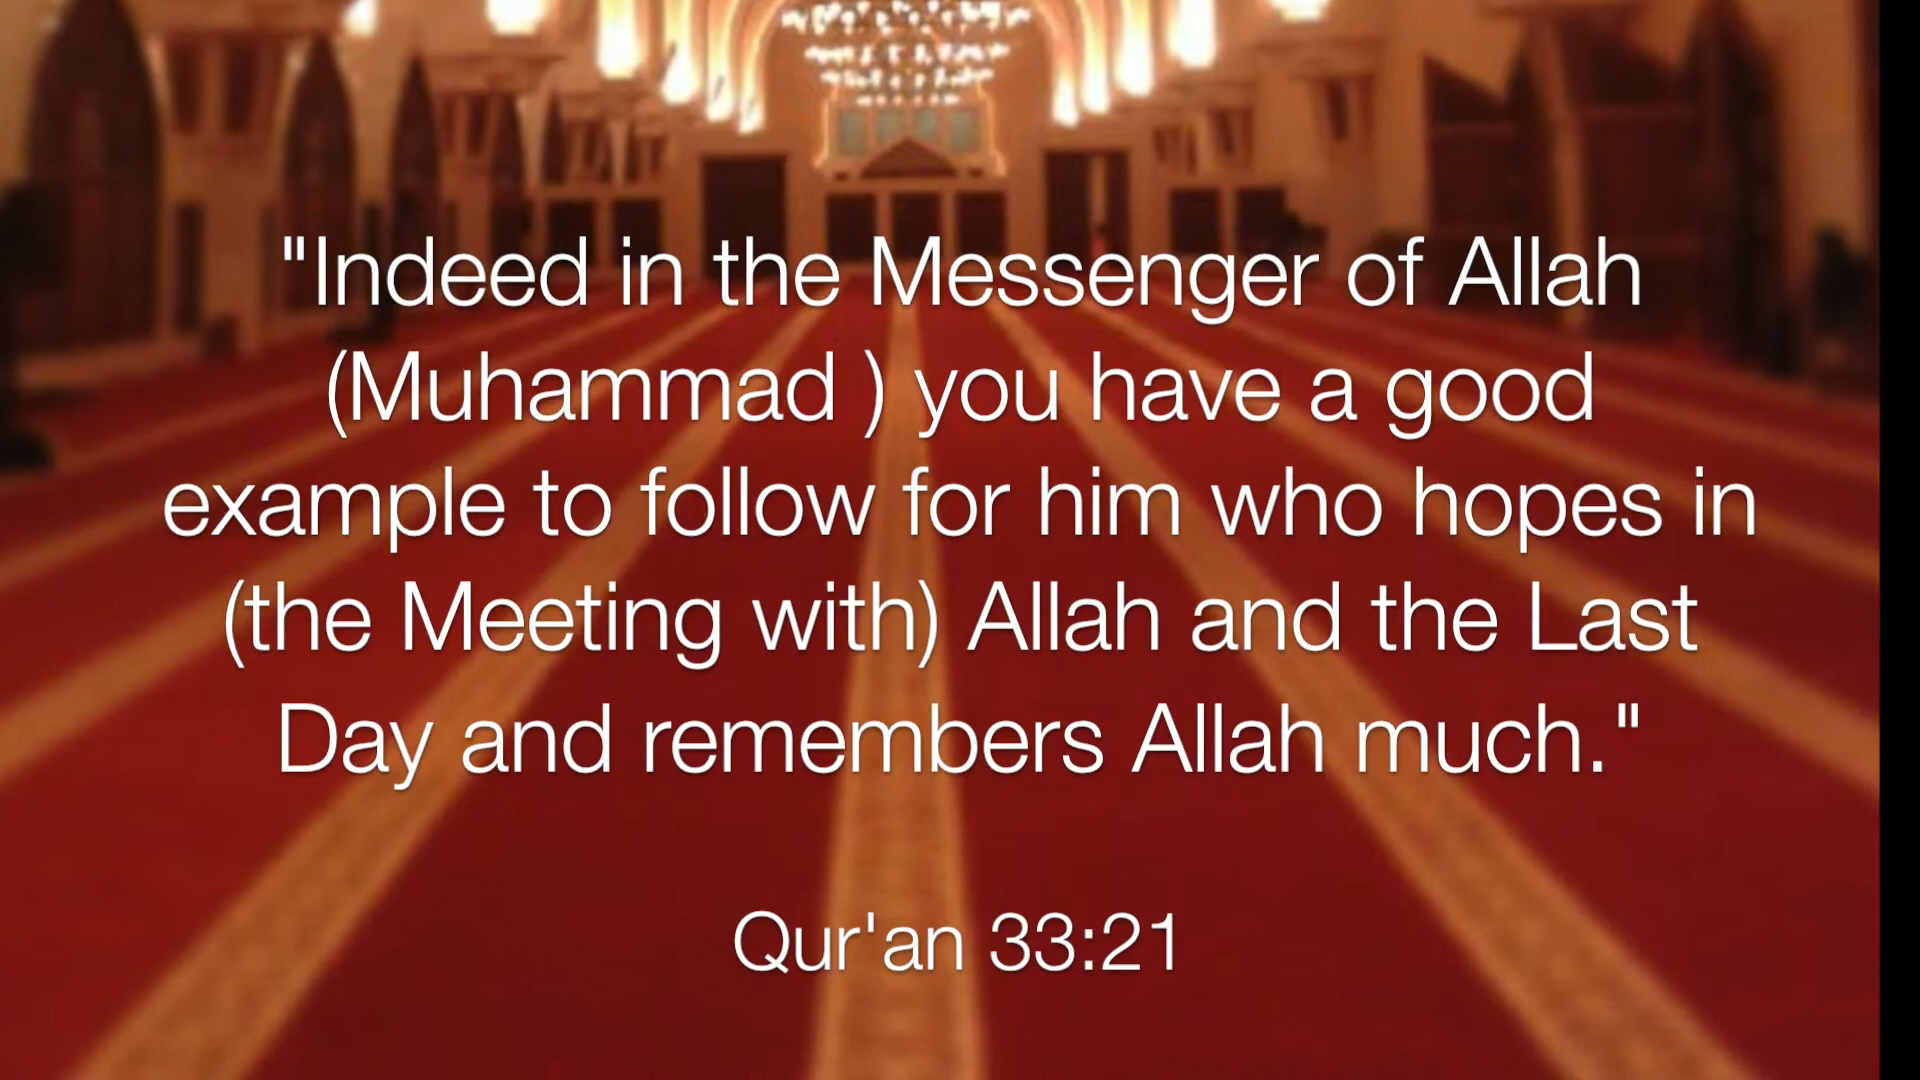 "Indeed in the Messenger of Allah
(Muhammad ) you have a good
example to follow for him who hopes in
(the Meeting with) Allah and the Last
Day and remembers Allah much."
Qur'an 33:21